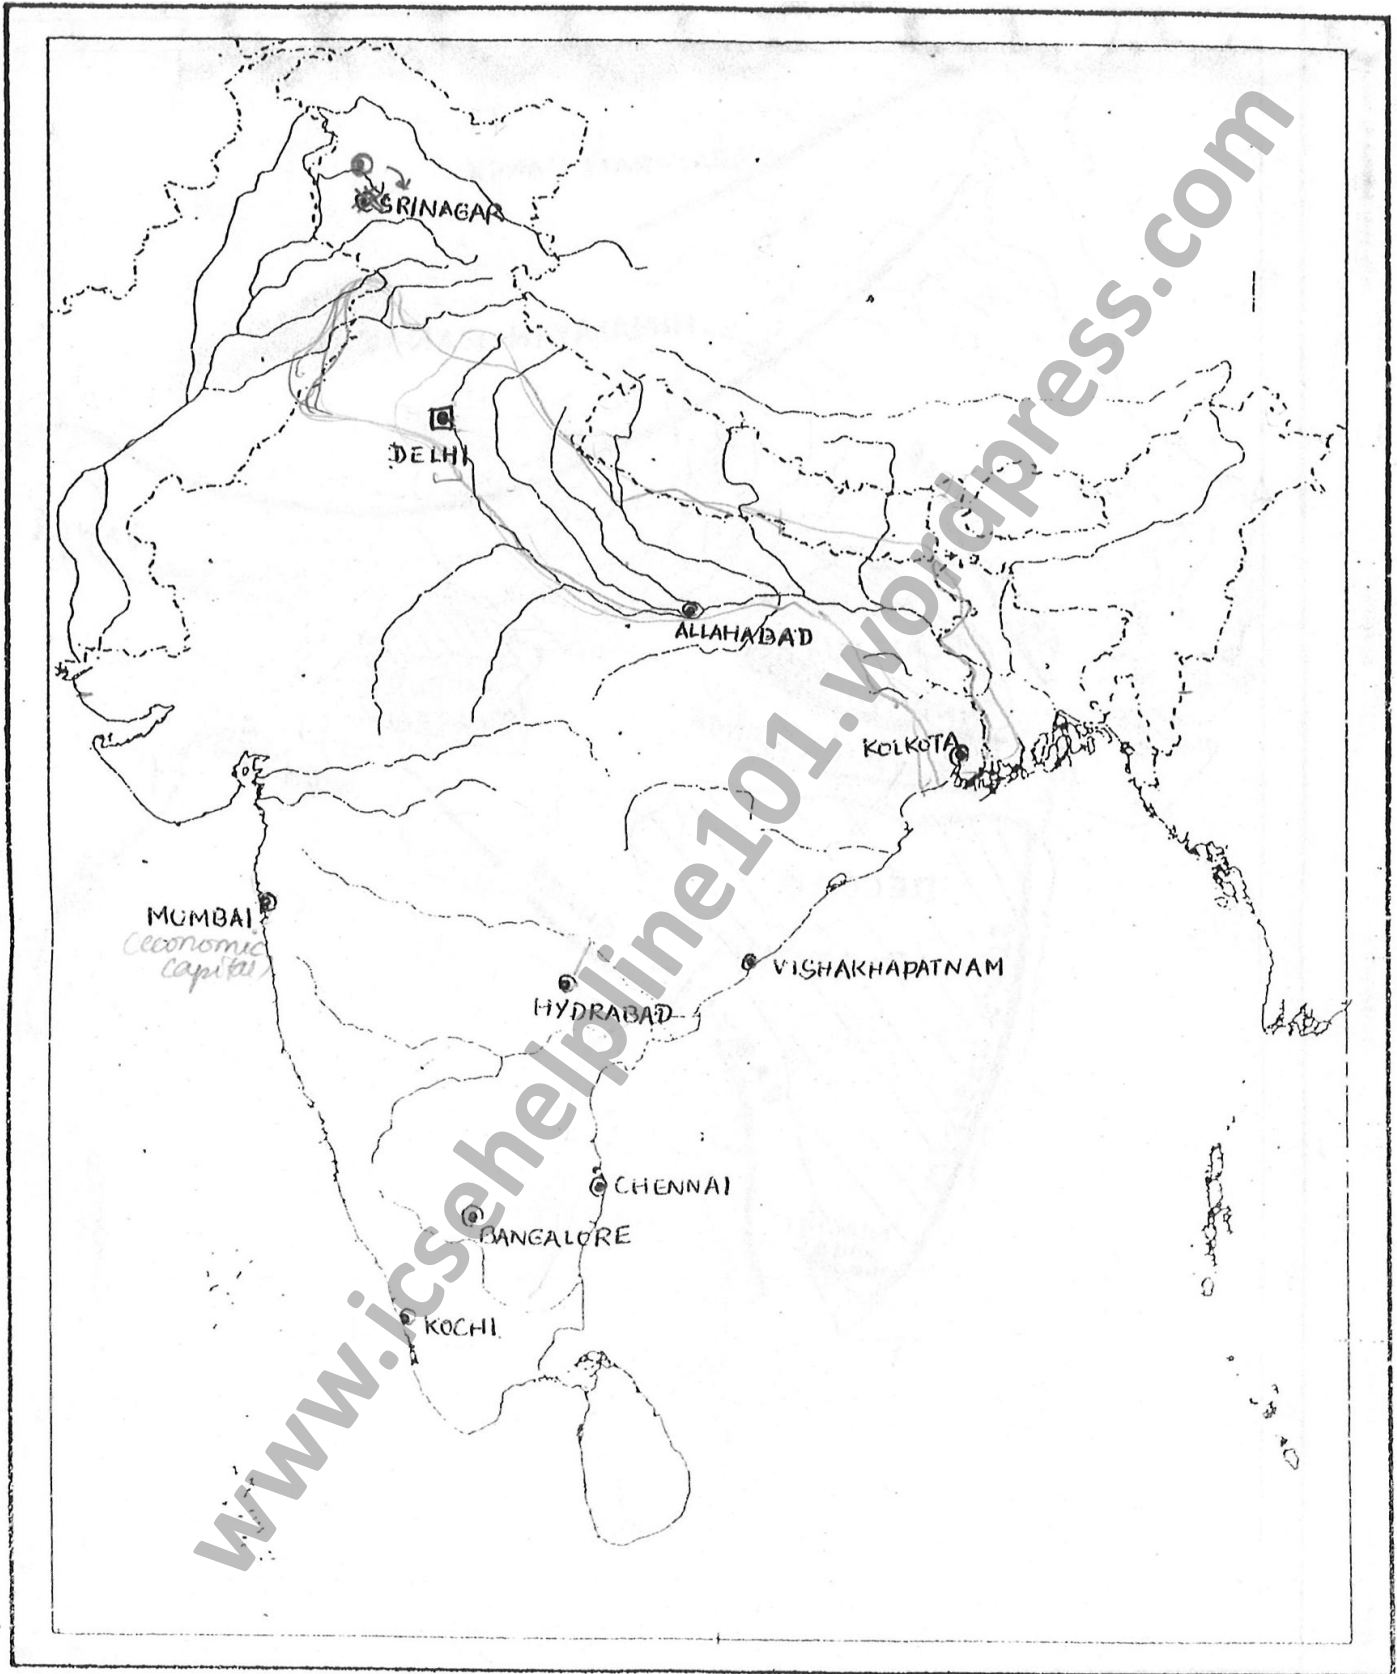 SRINAGAR
DELHI
ALLAHABAD
KOLKOTA
MUMBAI
(economic
capital)
VISHAKHAPATNAM
HYDRABAD
CHENNAI
BANGALORE
KOCHI
www.icsehelpline101.wordpress.com